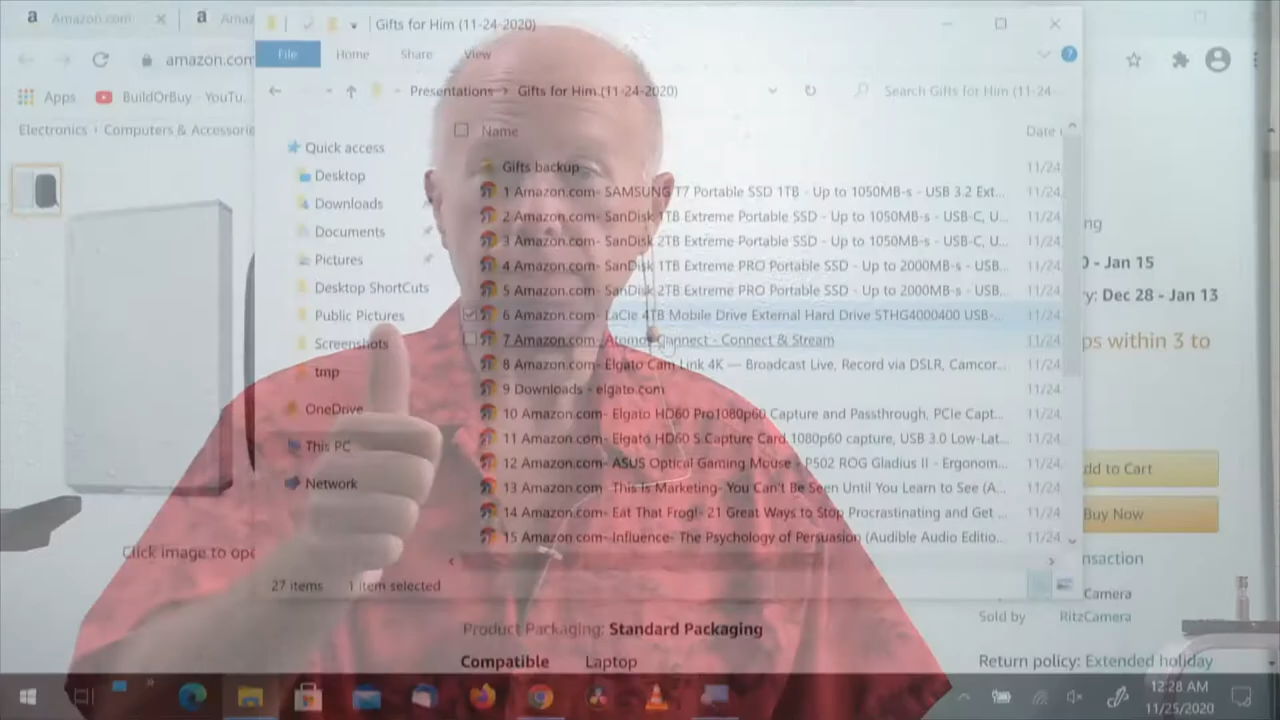 Amazon.com
Amaz
Gifts for Him (11-24-2020)
File Home Share View
amazon.com
Apps BuildOrBuy - YouTu...
Presentations Gifts for Him (11-24-2020)
Search Gifts for Him (11-24-
Electronics › Computers & Accessorie
Name Date
Quick access
Desktop
Downloads
Documents
Pictures
Desktop ShortCuts
Public Pictures
Screenshots
tmp
OneDrive
This PC
Network
Gifts backup 11/24
1 Amazon.com- SAMSUNG T7 Portable SSD 1TB - Up to 1050MB-s - USB 3.2 Ext... 11/24
2 Amazon.com- SanDisk 1TB Extreme Portable SSD - Up to 1050MB-s - USB-C, U... 11/24
3 Amazon.com- SanDisk 2TB Extreme Portable SSD - Up to 1050MB-s - USB-C, U... 11/24
4 Amazon.com- SanDisk 1TB Extreme PRO Portable SSD - Up to 2000MB-s - USB... 11/24
5 Amazon.com- SanDisk 2TB Extreme PRO Portable SSD - Up to 2000MB-s - USB... 11/24
6 Amazon.com- LaCie 4TB Mobile Drive External Hard Drive STHG4000400 USB-... 11/24
7 Amazon.com- Atomos Connect - Connect & Stream 11/24
8 Amazon.com- Elgato Cam Link 4K — Broadcast Live, Record via DSLR, Camcor... 11/24
9 Downloads - elgato.com 11/24
10 Amazon.com- Elgato HD60 Pro1080p60 Capture and Passthrough, PCIe Capt... 11/24
11 Amazon.com- Elgato HD60 S Capture Card 1080p60 capture, USB 3.0 Low-Lat... 11/24
12 Amazon.com- ASUS Optical Gaming Mouse - P502 ROG Gladius II - Ergonom... 11/24
13 Amazon.com- This is Marketing- You Can't Be Seen Until You Learn to See (A... 11/24
14 Amazon.com- Eat That Frog!- 21 Great Ways to Stop Procrastinating and Get ... 11/24
15 Amazon.com- Influence- The Psychology of Persuasion (Audible Audio Editio... 11/24
27 items 1 item selected
ng
- Jan 15
y: Dec 28 - Jan 13
ps within 3 to
dd to Cart
Buy Now
nsaction
Camera
Sold by RitzCamera
Return policy: Extended holiday
Click image to ope
Product Packaging: Standard Packaging
Compatible Laptop
12:28 AM
11/25/2020